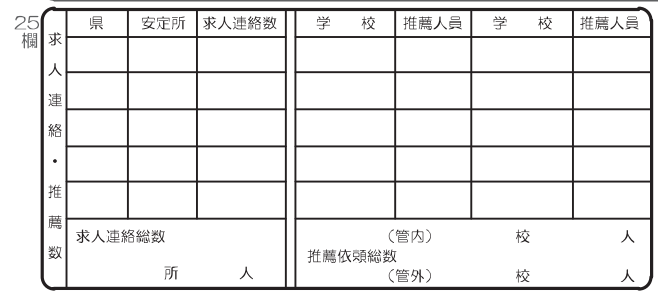 25欄
求人連絡・推薦数
県 安定所 求人連絡数 学 校 推薦人員 学 校 推薦人員
求人連絡総数
所 人
推薦依頼総数
(管内) 校 人
(管外) 校 人